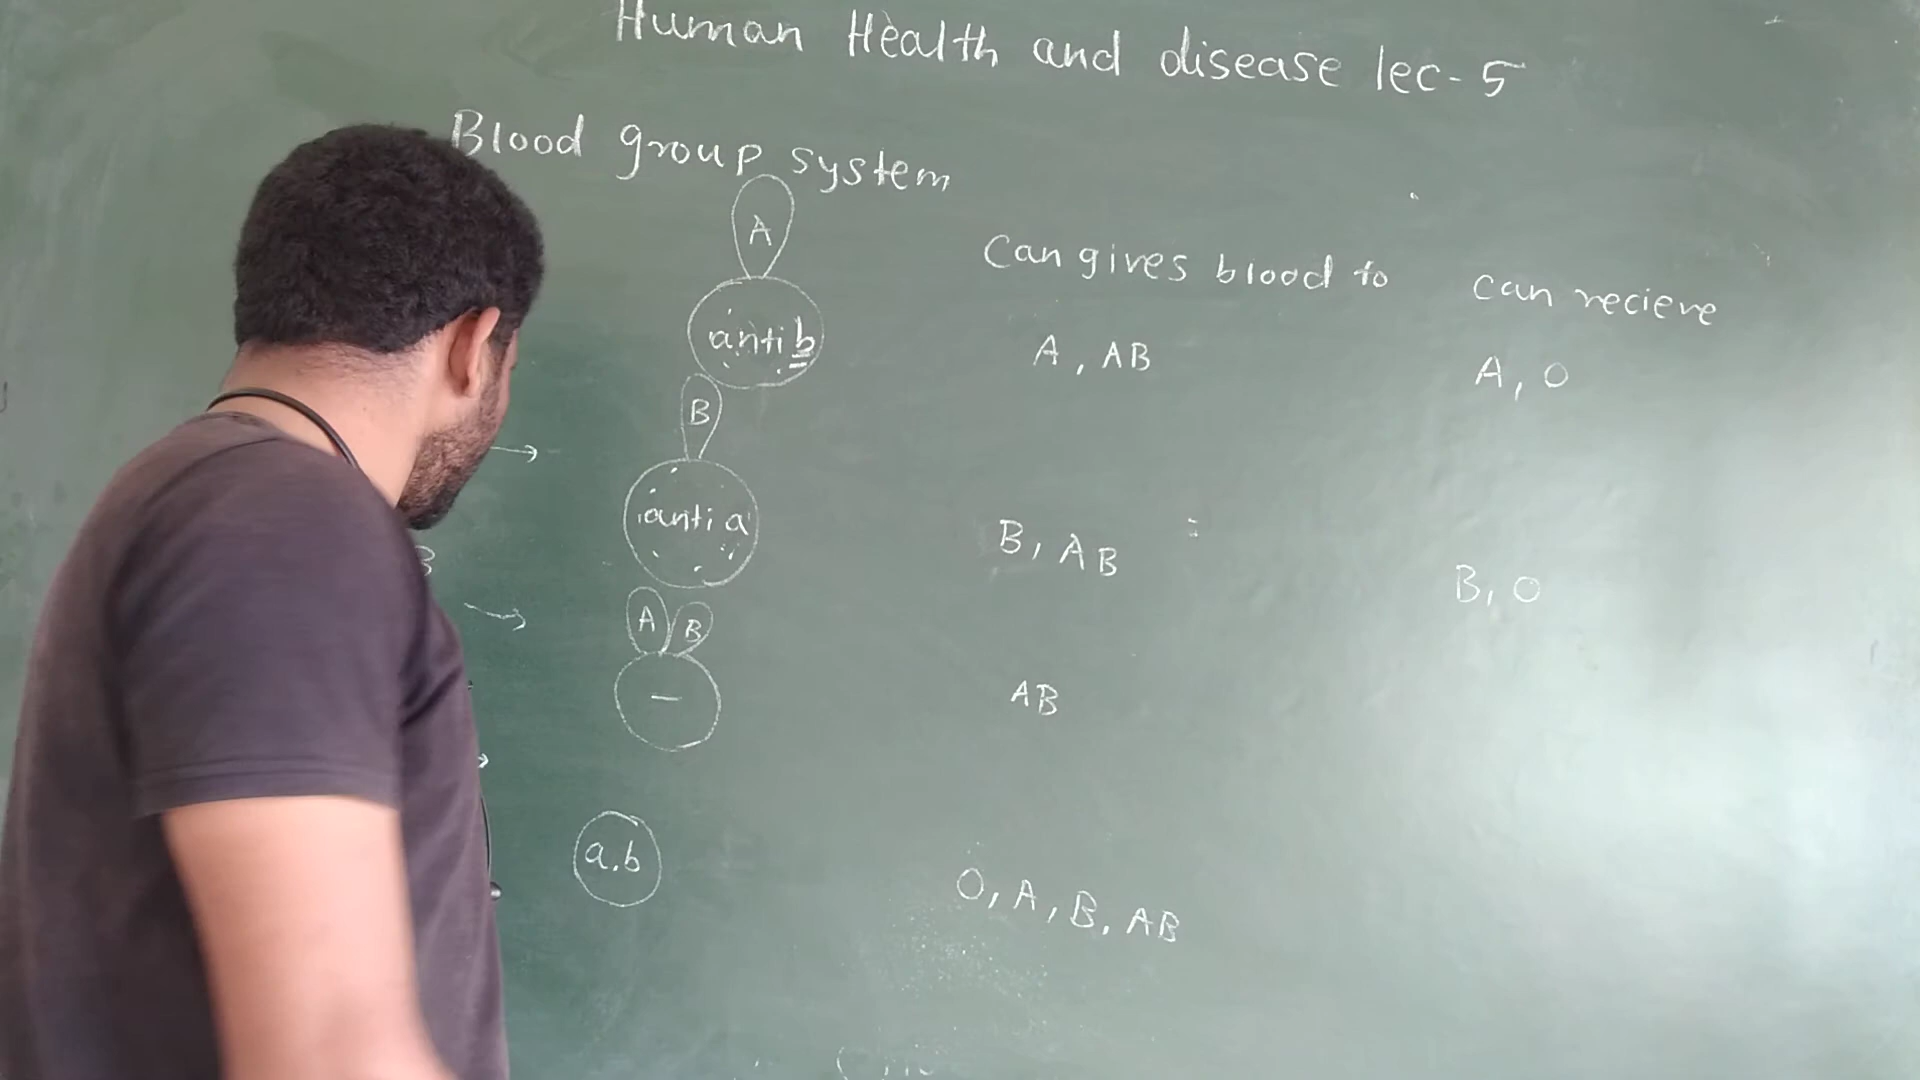 Human Health and disease lec-5
Blood group system
A
Can gives blood to can recieve
anti b A, AB A, O
B
→
anti a B, AB B, O
B
→ A B
- AB
→
a,b O, A, B, AB